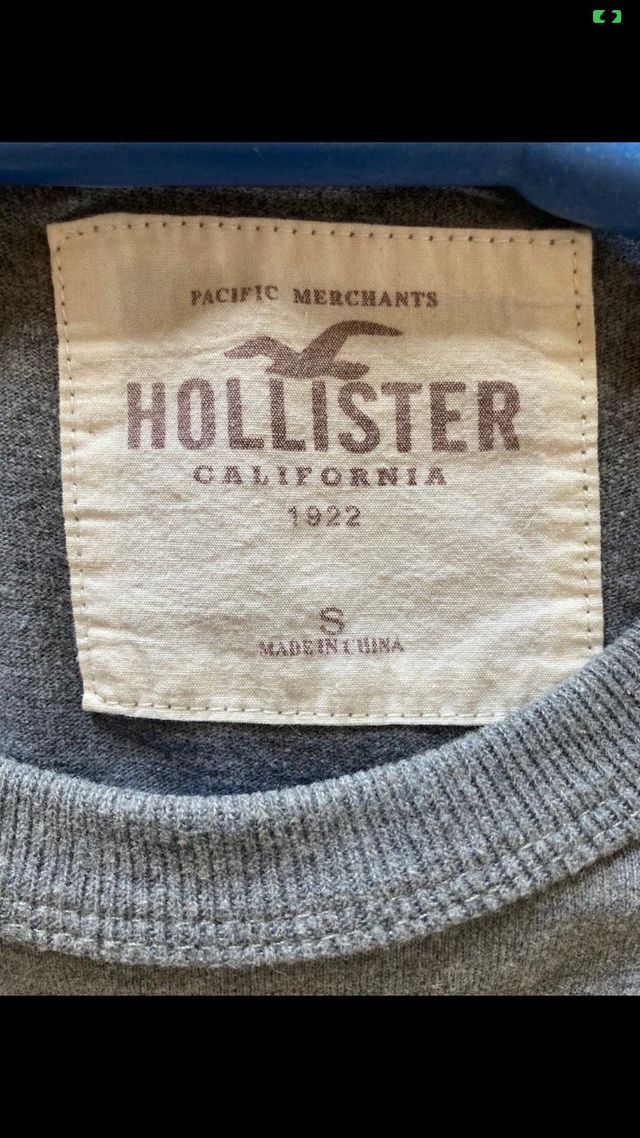 PACIFIC MERCHANTS
HOLLISTER
CALIFORNIA
1922
S
MADE IN CHINA